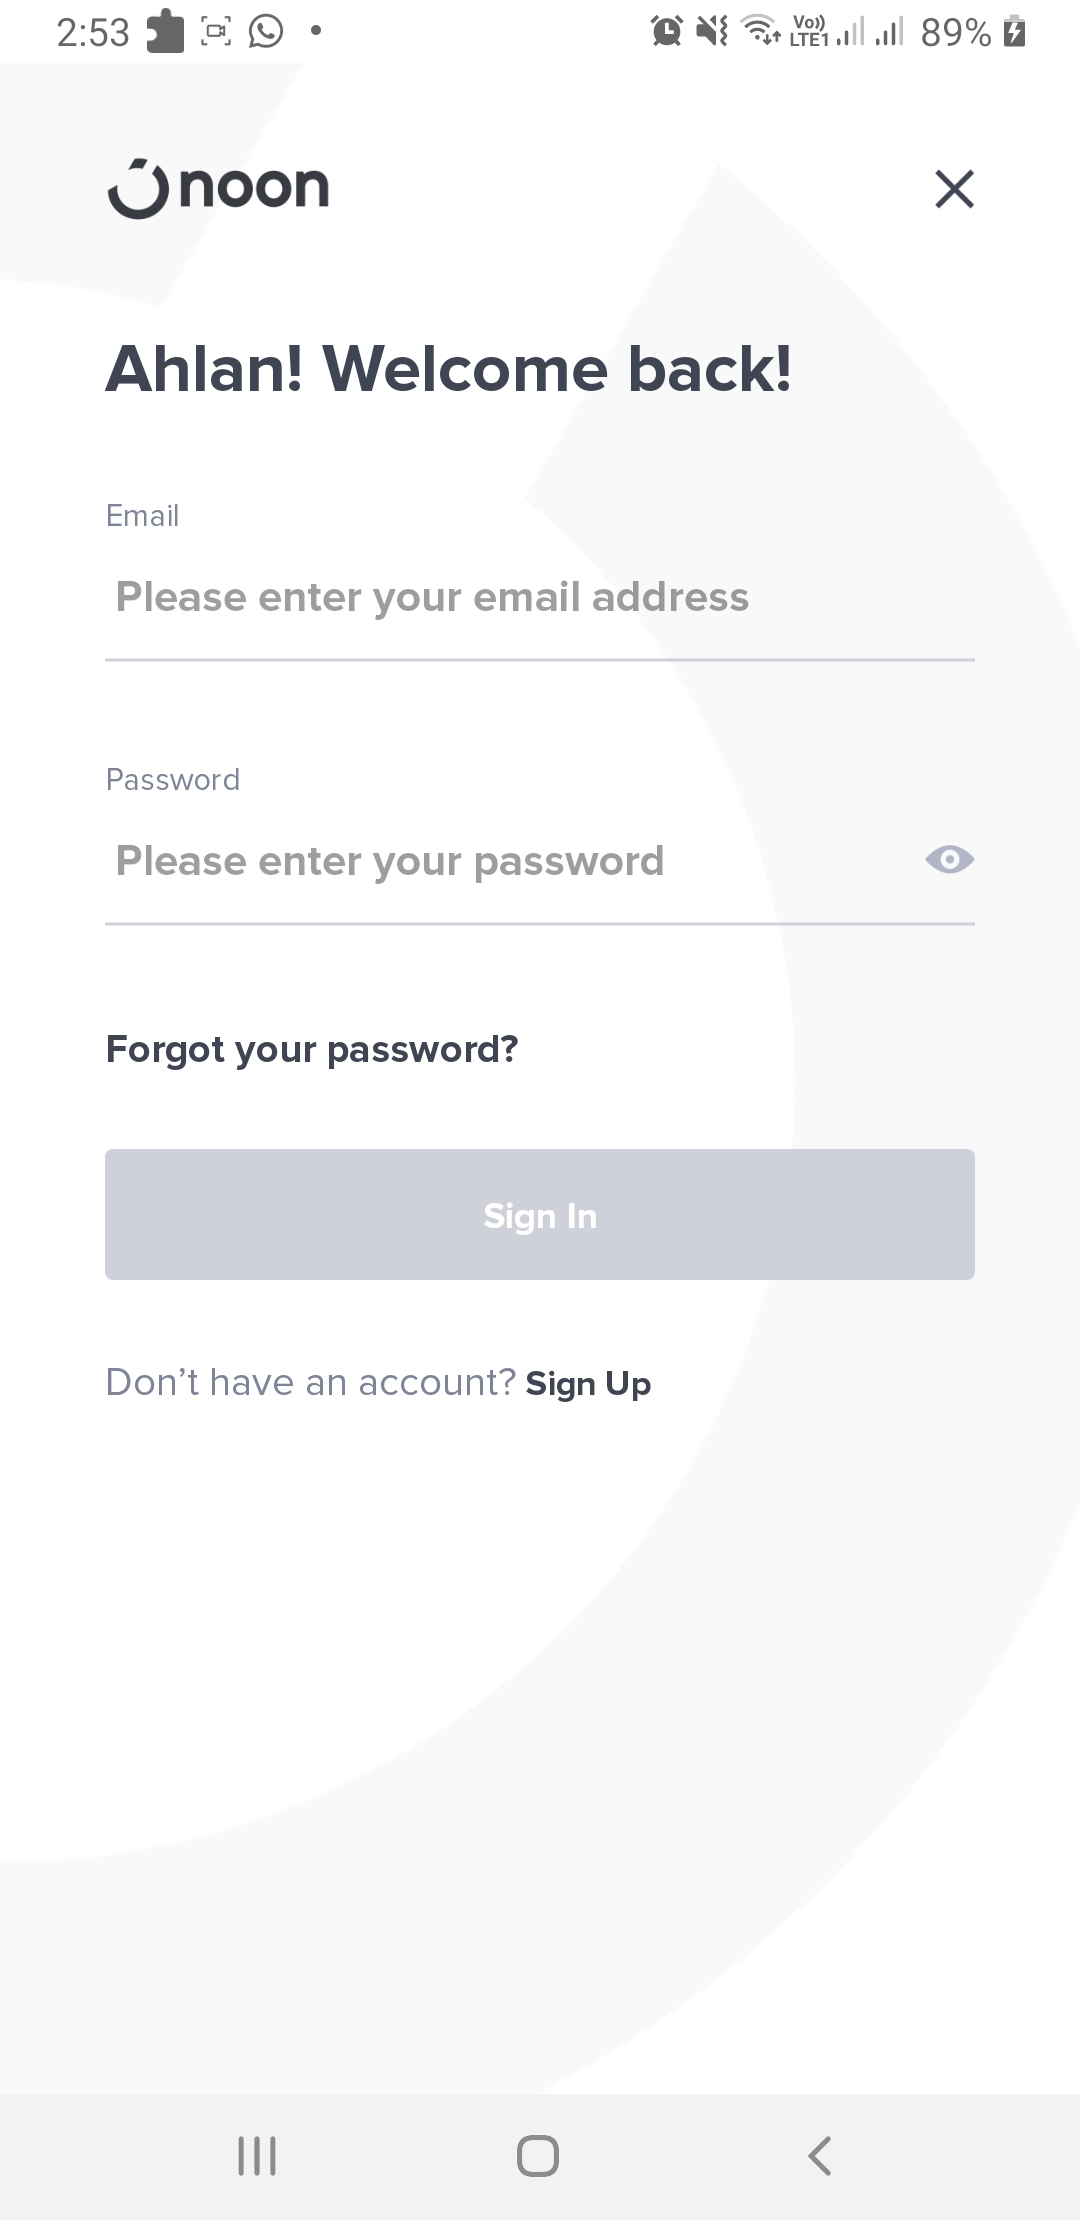 2:53
Vo)) LTE1 89%
noon
Ahlan! Welcome back!
Email
Please enter your email address
Password
Please enter your password
Forgot your password?
Sign In
Don’t have an account? Sign Up